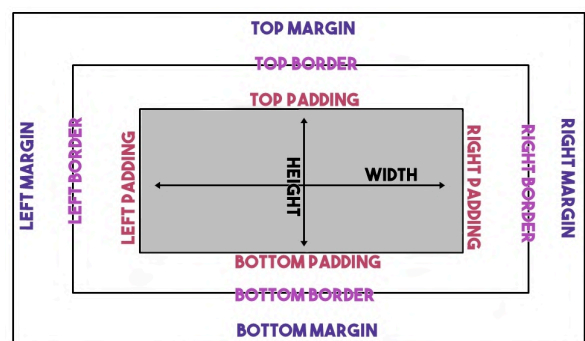 TOP MARGIN
TOP BORDER
TOP PADDING
LEFT MARGIN
LEFT BORDER
LEFT PADDING
HEIGHT
WIDTH
RIGHT PADDING
RIGHT BORDER
RIGHT MARGIN
BOTTOM PADDING
BOTTOM BORDER
BOTTOM MARGIN